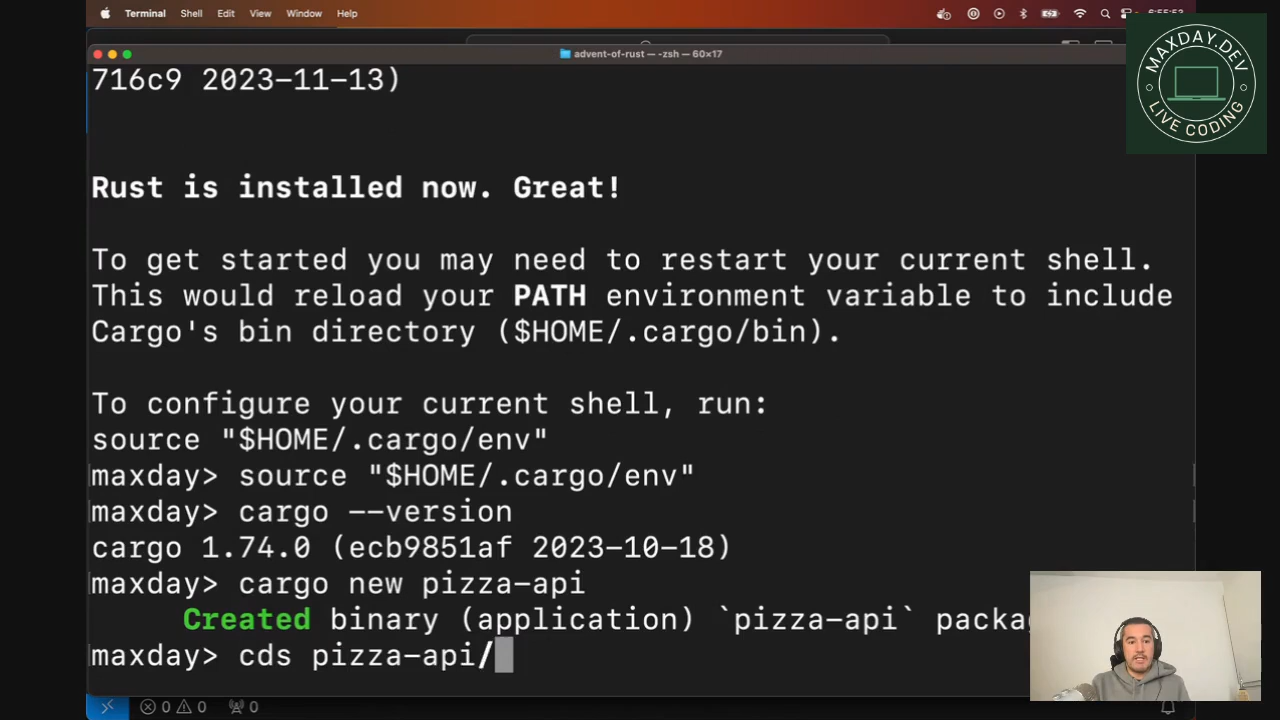 Terminal Shell Edit View Window Help 6:55:53
advent-of-rust — -zsh — 60×17
MAXDAY.DEV
LIVE CODING
716c9 2023-11-13)
Rust is installed now. Great!
To get started you may need to restart your current shell.
This would reload your PATH environment variable to include
Cargo's bin directory ($HOME/.cargo/bin).
To configure your current shell, run:
source "$HOME/.cargo/env"
maxday> source "$HOME/.cargo/env"
maxday> cargo --version
cargo 1.74.0 (ecb9851af 2023-10-18)
maxday> cargo new pizza-api
Created binary (application) `pizza-api` packag
maxday> cds pizza-api/
0 0 0